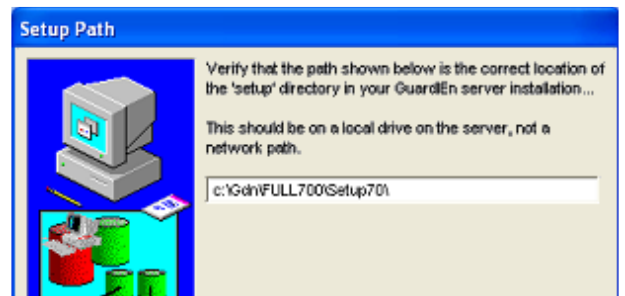 Setup Path
Verify that the path shown below is the correct location of
the 'setup' directory in your GuardIEn server installation...
This should be on a local drive on the server, not a
network path.
c:\Gdn\FULL700\Setup70\